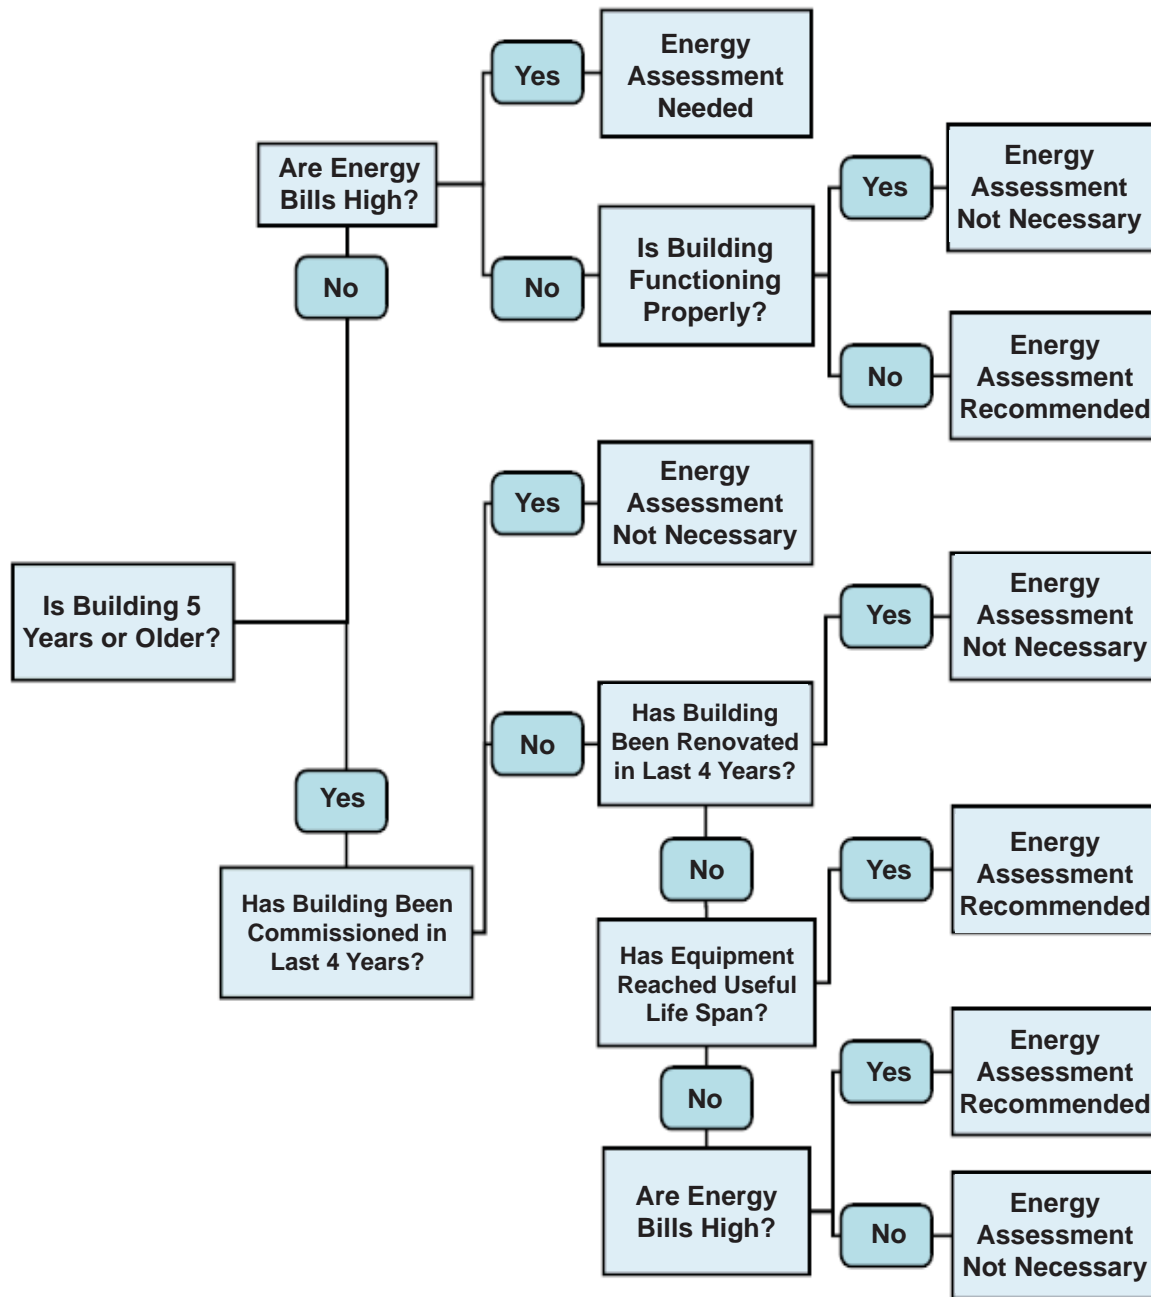 Yes
Energy
Assessment
Needed
Are Energy
Bills High?
Yes
Energy
Assessment
Not Necessary
No
No
Is Building
Functioning
Properly?
No
Energy
Assessment
Recommended
Yes
Energy
Assessment
Not Necessary
Is Building 5
Years or Older?
Yes
Energy
Assessment
Not Necessary
No
Has Building
Been Renovated
in Last 4 Years?
Yes
Has Building Been
Commissioned in
Last 4 Years?
No
Yes
Energy
Assessment
Recommended
Has Equipment
Reached Useful
Life Span?
No
Yes
Energy
Assessment
Recommended
Are Energy
Bills High?
No
Energy
Assessment
Not Necessary